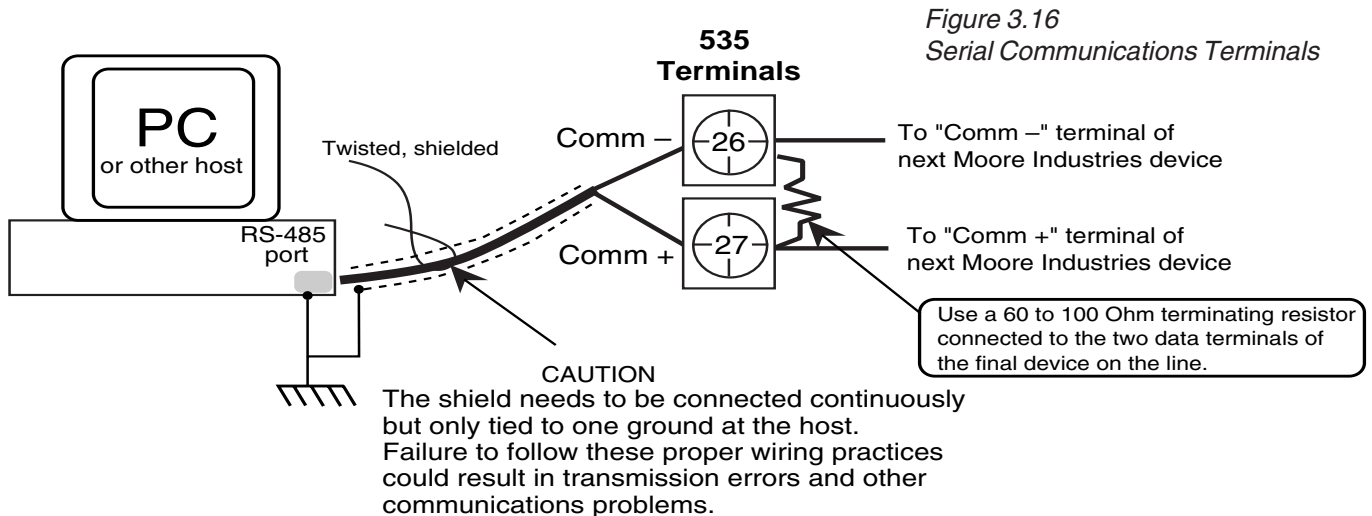 Figure 3.16
Serial Communications Terminals
535
Terminals
PC
or other host
Twisted, shielded
RS-485
port
Comm –
26
To "Comm –" terminal of
next Moore Industries device
Comm +
27
To "Comm +" terminal of
next Moore Industries device
Use a 60 to 100 Ohm terminating resistor
connected to the two data terminals of
the final device on the line.
CAUTION
The shield needs to be connected continuously
but only tied to one ground at the host.
Failure to follow these proper wiring practices
could result in transmission errors and other
communications problems.